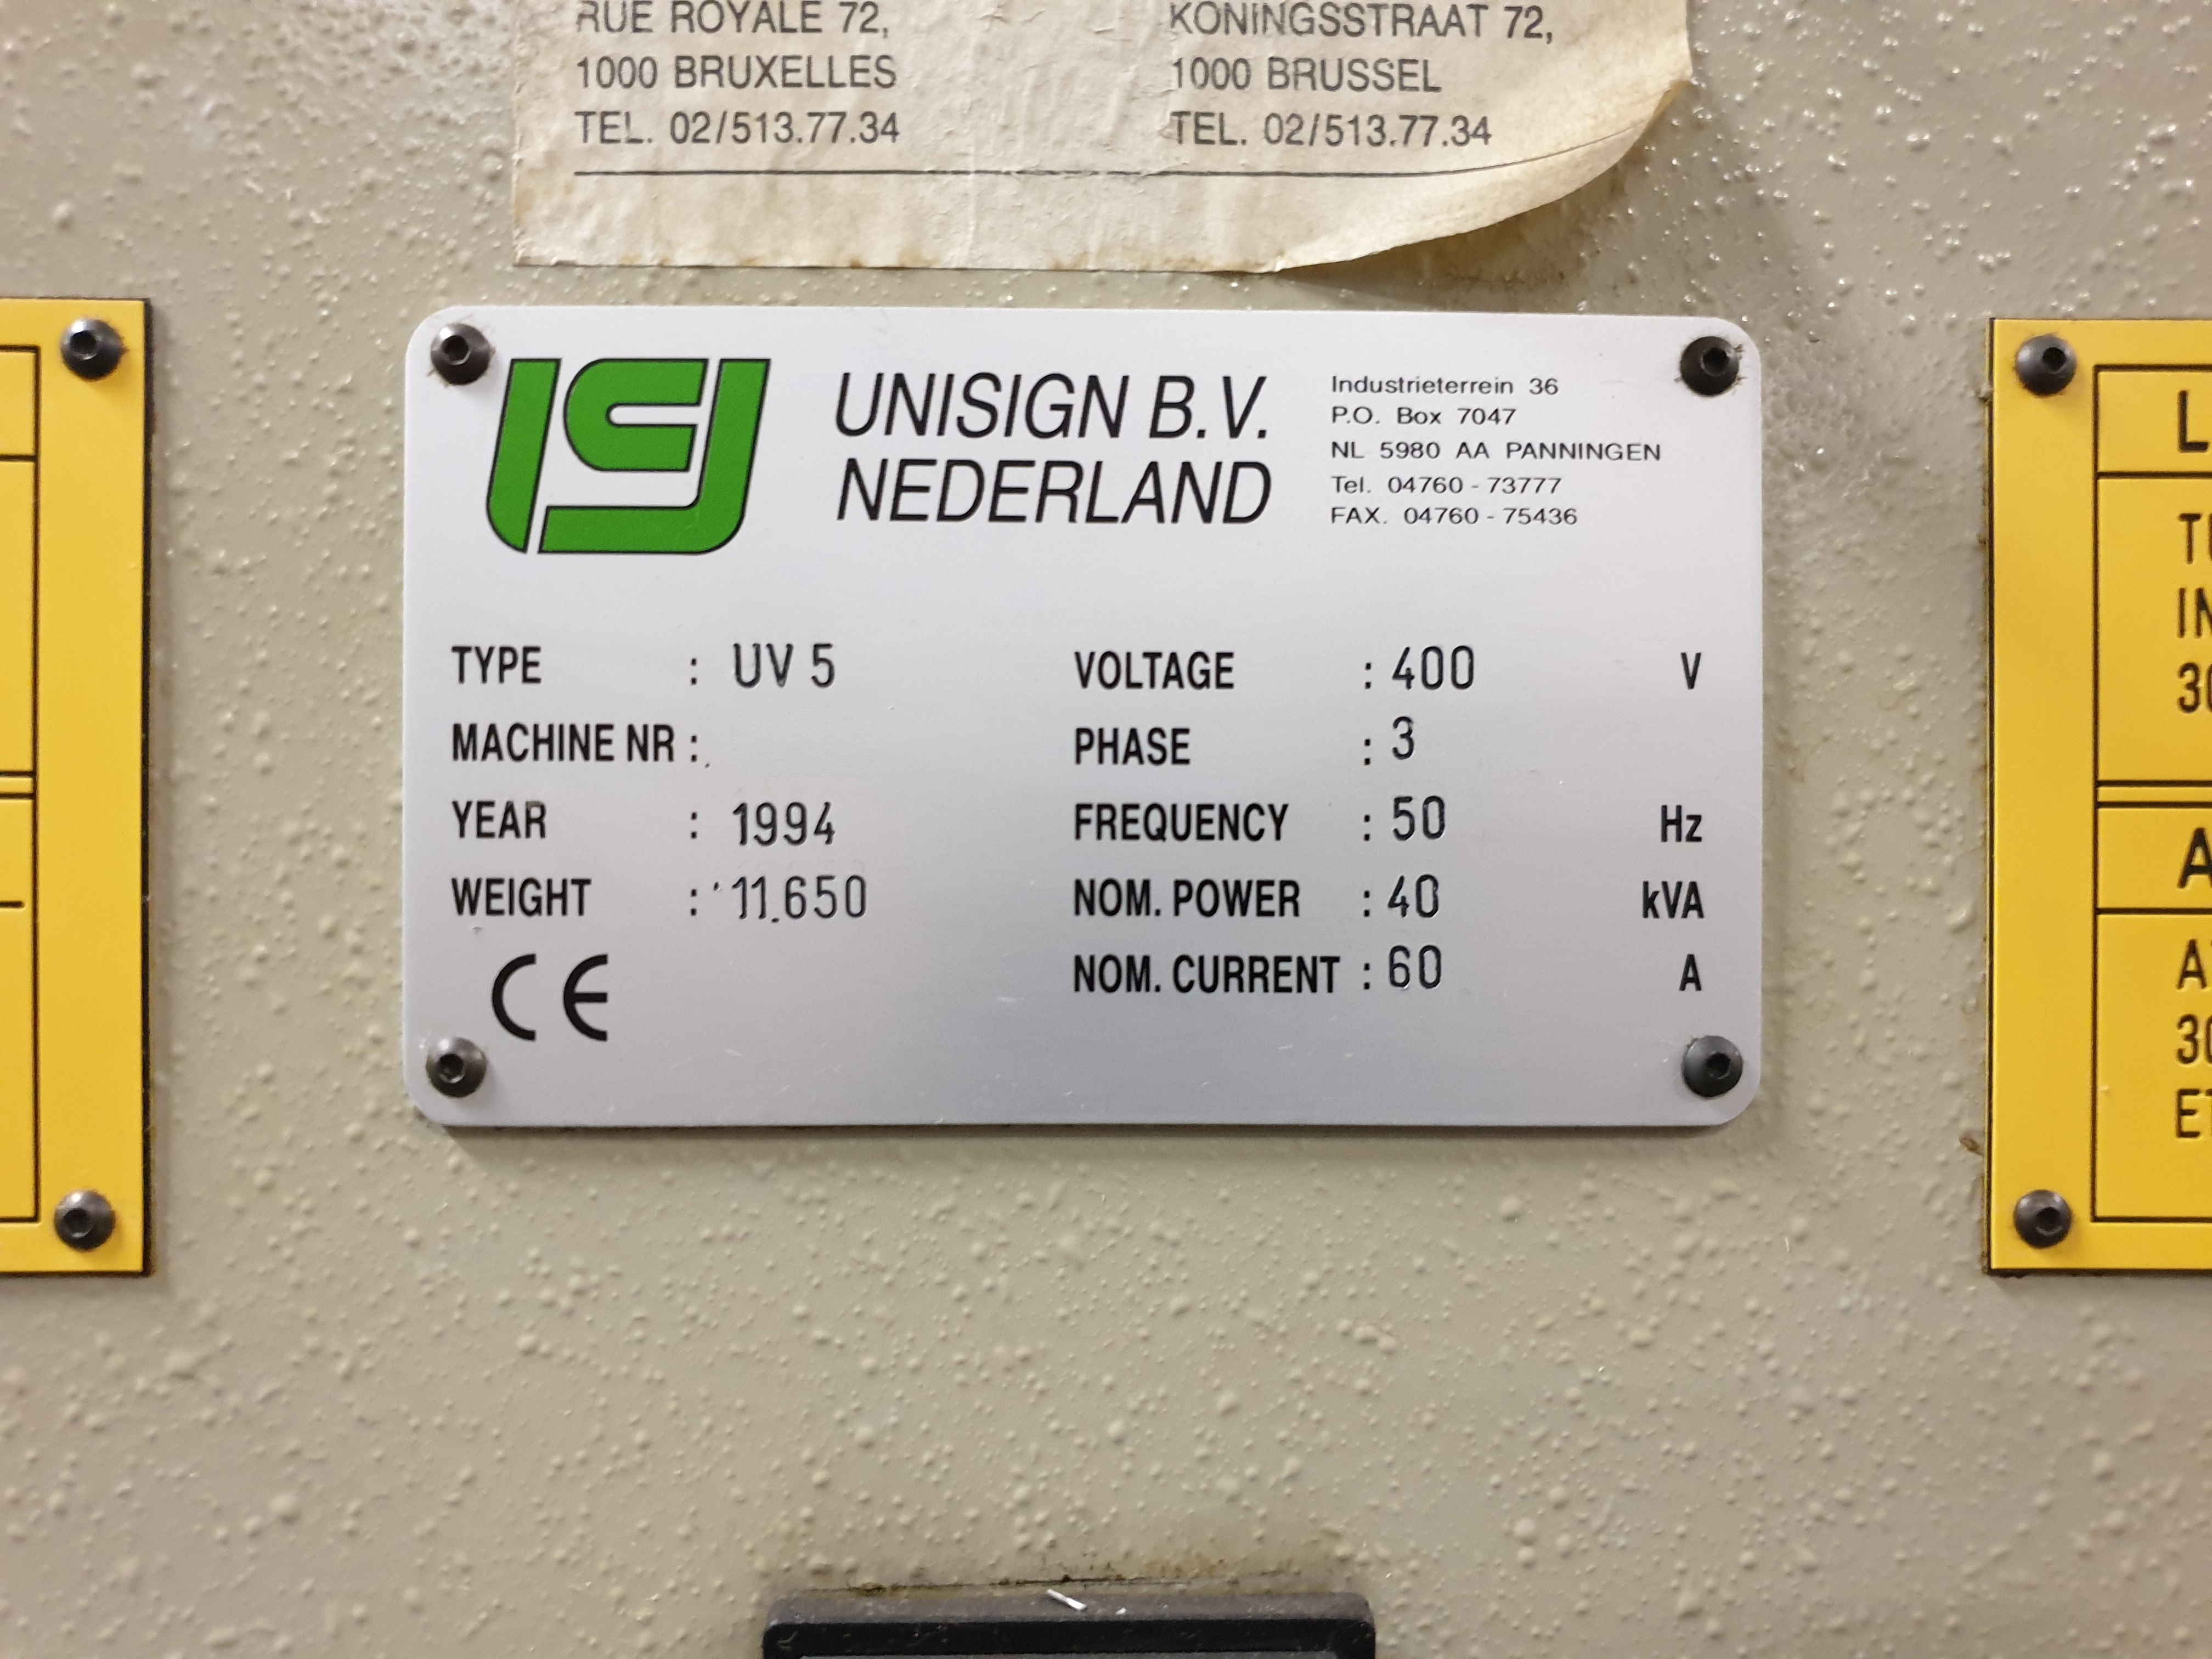 RUE ROYALE 72,
1000 BRUXELLES
TEL. 02/513.77.34
KONINGSSTRAAT 72,
1000 BRUSSEL
TEL. 02/513.77.34
UNISIGN B.V.
NEDERLAND
Industrieterrein 36
P.O. Box 7047
NL 5980 AA PANNINGEN
Tel. 04760 - 73777
FAX. 04760 - 75436
TYPE : UV 5
MACHINE NR :
YEAR : 1994
WEIGHT : 11.650
CE
VOLTAGE : 400 V
PHASE : 3
FREQUENCY : 50 Hz
NOM. POWER : 40 kVA
NOM. CURRENT : 60 A